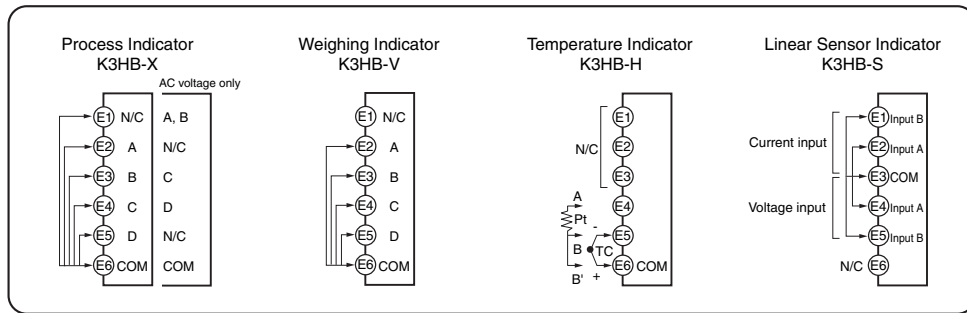 Process Indicator
K3HB-X
AC voltage only
E1 N/C A, B
E2 A N/C
E3 B C
E4 C D
E5 D N/C
E6 COM COM
Weighing Indicator
K3HB-V
E1 N/C
E2 A
E3 B
E4 C
E5 D
E6 COM
Temperature Indicator
K3HB-H
E1
N/C E2
E3
A E4
Pt
B - TC E5
B' + E6 COM
Linear Sensor Indicator
K3HB-S
E1 Input B
Current input
E2 Input A
E3 COM
Voltage input
E4 Input A
E5 Input B
N/C E6